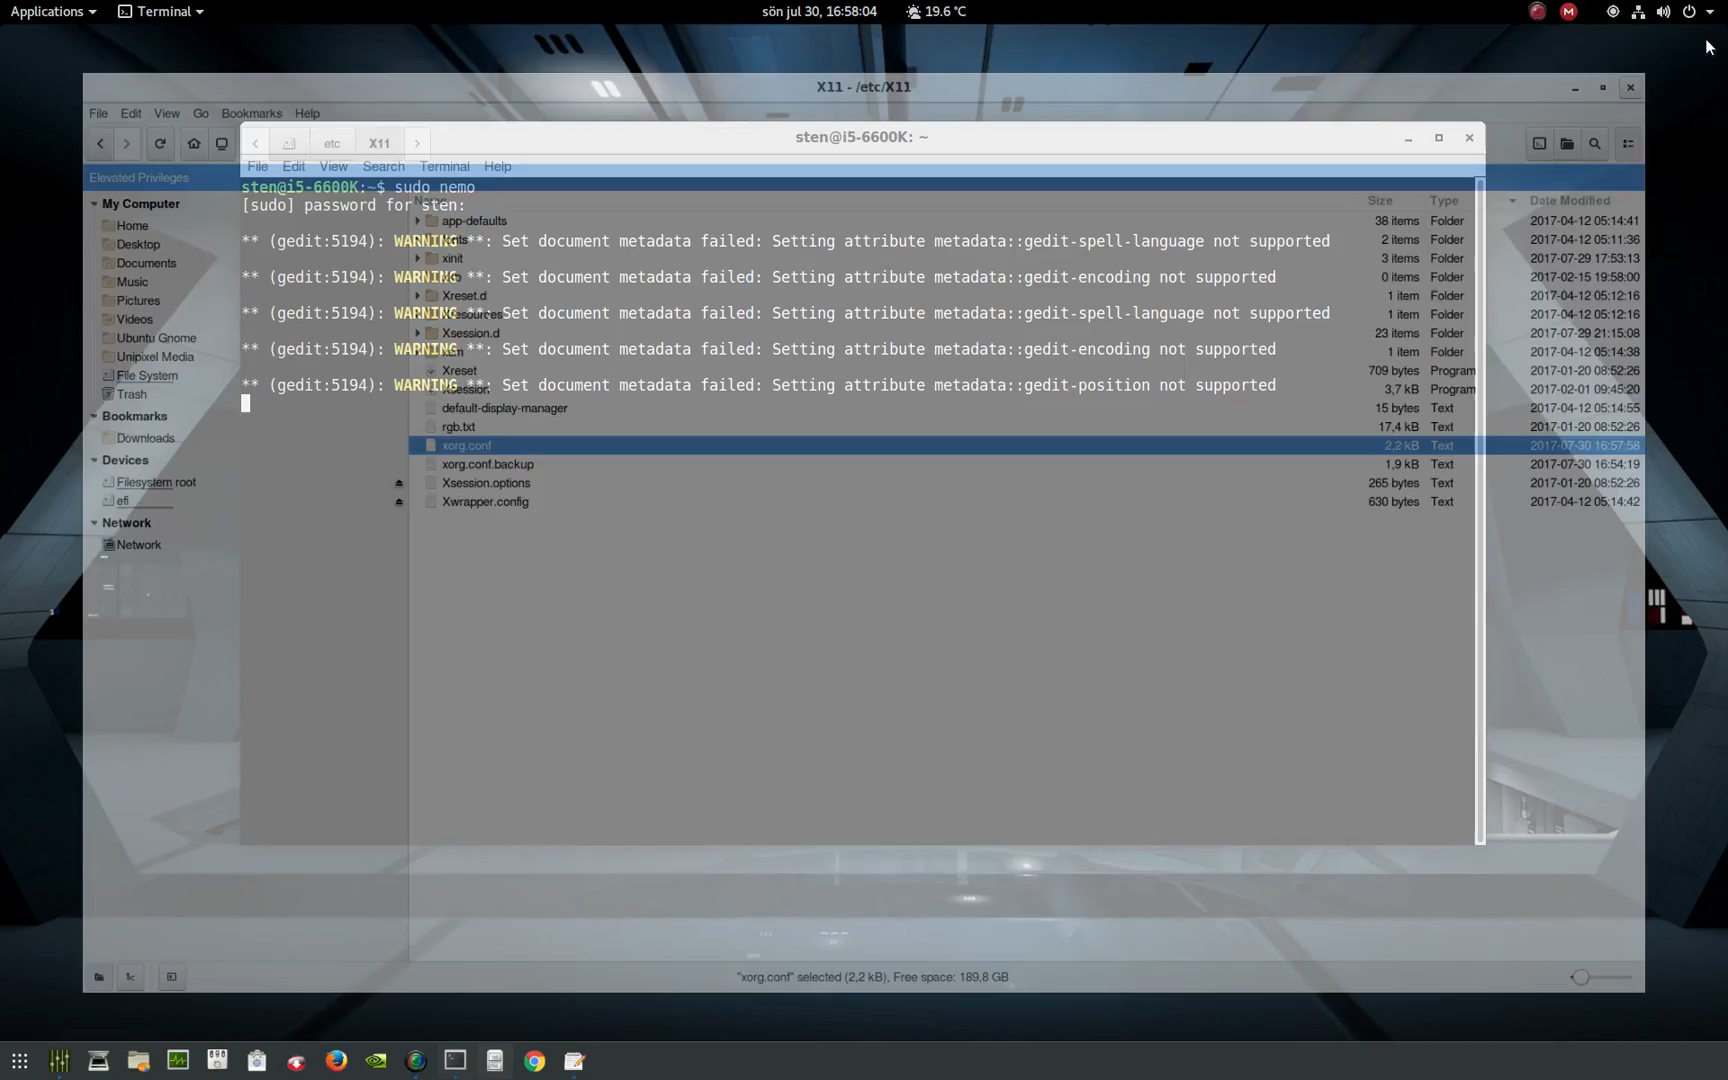 Applications
Terminal
sön jul 30, 16:58:04
19.6 °C
X11 - /etc/X11
File Edit View Go Bookmarks Help
etc
X11
sten@i5-6600K: ~
File Edit View Search Terminal Help
Elevated Privileges
My Computer
Home
Desktop
Documents
Music
Pictures
Videos
Ubuntu Gnome
Unipixel Media
File System
Trash
Bookmarks
Downloads
Devices
Filesystem root
efi
Network
Network
sten@i5-6600K:~$ sudo nemo
[sudo] password for sten:
** (gedit:5194): WARNING **: Set document metadata failed: Setting attribute metadata::gedit-spell-language not supported
** (gedit:5194): WARNING **: Set document metadata failed: Setting attribute metadata::gedit-encoding not supported
** (gedit:5194): WARNING **: Set document metadata failed: Setting attribute metadata::gedit-spell-language not supported
** (gedit:5194): WARNING **: Set document metadata failed: Setting attribute metadata::gedit-encoding not supported
** (gedit:5194): WARNING **: Set document metadata failed: Setting attribute metadata::gedit-position not supported
Size Type Date Modified
app-defaults 38 items Folder 2017-04-12 05:14:41
2 items Folder 2017-04-12 05:11:36
xinit 3 items Folder 2017-07-29 17:53:13
0 items Folder 2017-02-15 19:58:00
Xreset.d 1 item Folder 2017-04-12 05:12:16
Xresources 1 item Folder 2017-04-12 05:12:16
Xsession.d 23 items Folder 2017-07-29 21:15:08
1 item Folder 2017-04-12 05:14:38
Xreset 709 bytes Program 2017-01-20 08:52:26
Xsession 3,7 kB Program 2017-02-01 09:45:20
default-display-manager 15 bytes Text 2017-04-12 05:14:55
rgb.txt 17,4 kB Text 2017-01-20 08:52:26
xorg.conf 2,2 kB Text 2017-07-30 16:57:58
xorg.conf.backup 1,9 kB Text 2017-07-30 16:54:19
Xsession.options 265 bytes Text 2017-01-20 08:52:26
Xwrapper.config 630 bytes Text 2017-04-12 05:14:42
"xorg.conf" selected (2,2 kB), Free space: 189,8 GB